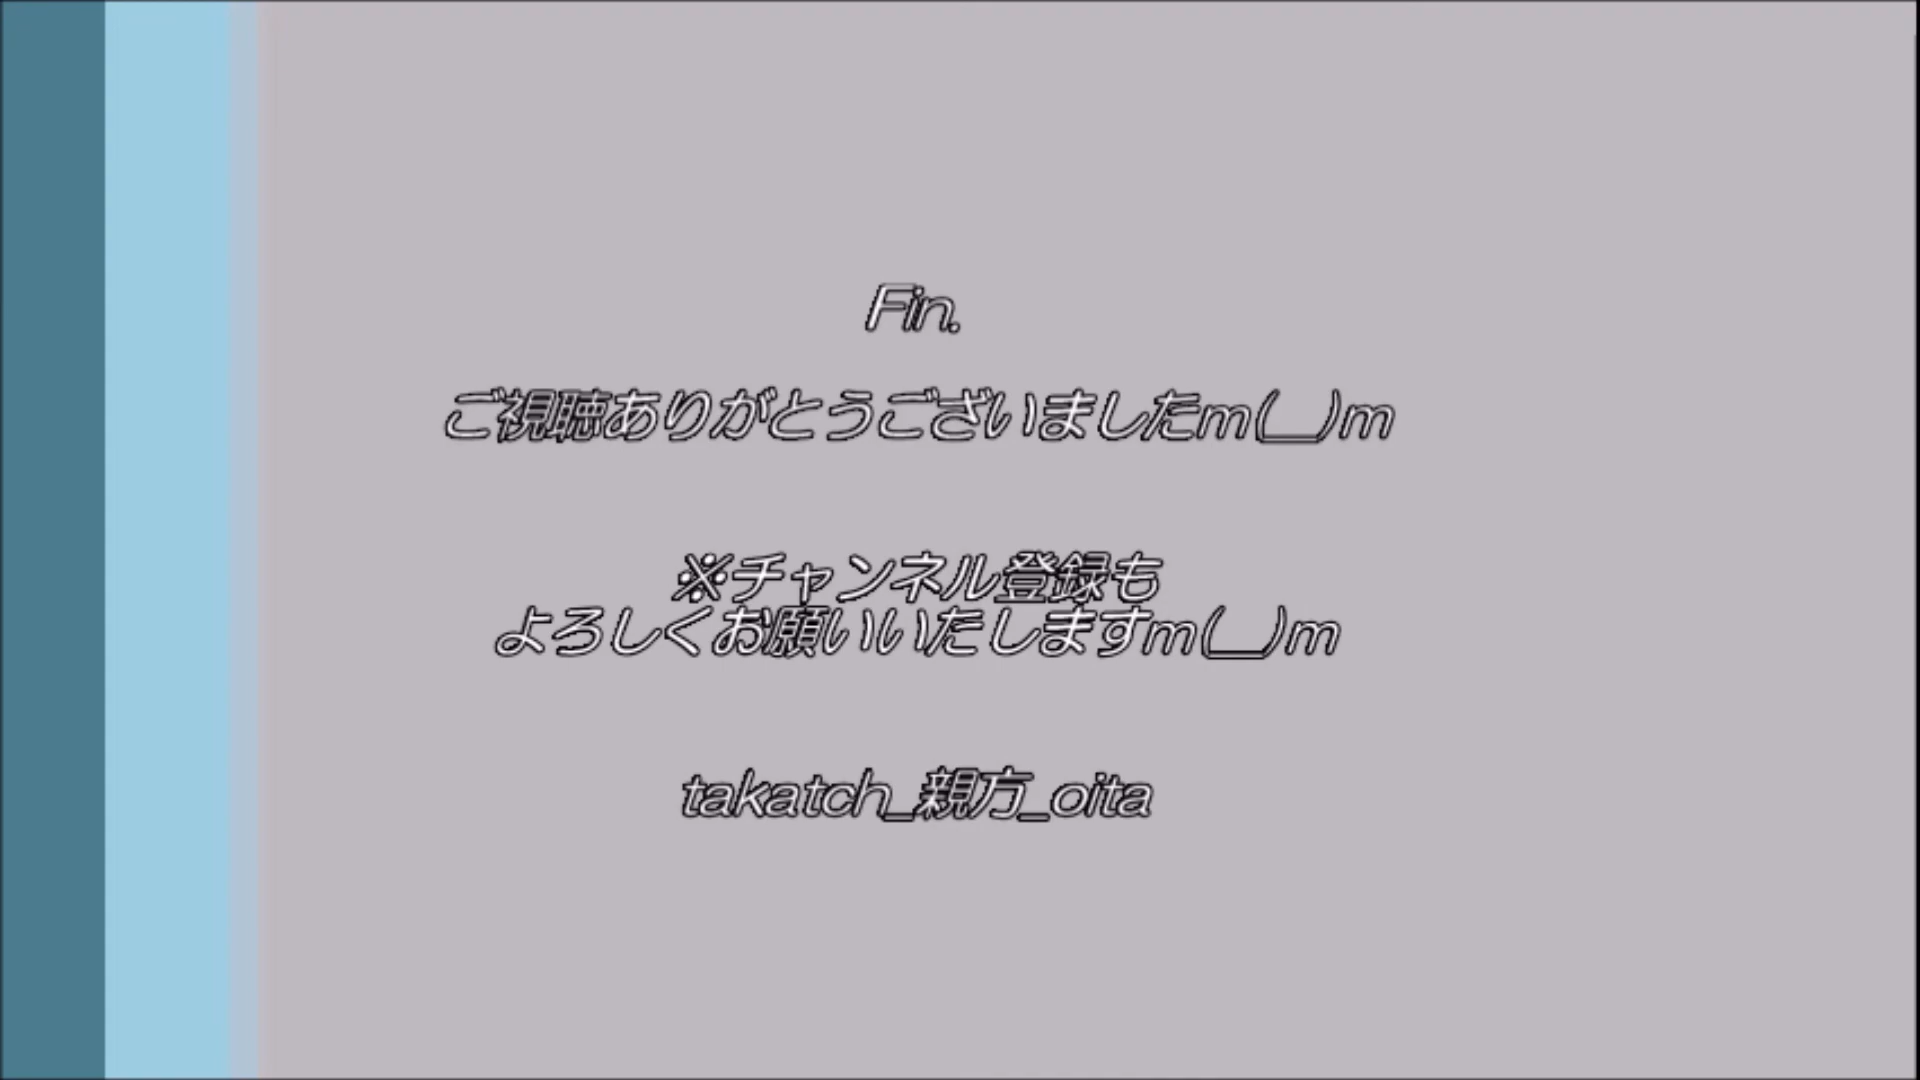 Fin.
ご視聴ありがとうございましたm(__)m
※チャンネル登録も
よろしくお願いいたしますm(__)m
takatch_親方_oita